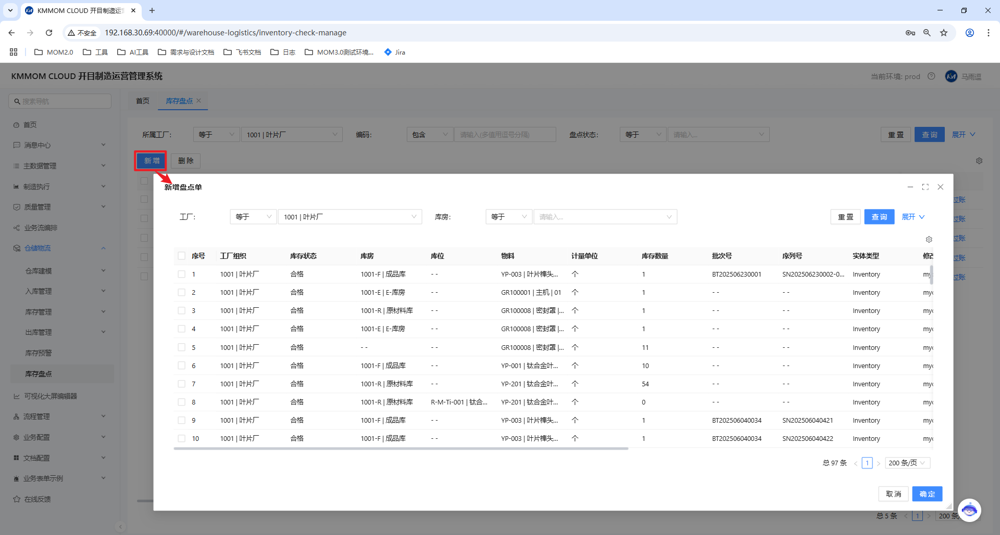 KMMOM CLOUD 开目制造运营
不安全 192.168.30.69:40000/#/warehouse-logistics/inventory-check-manage
MOM2.0 工具 AI工具 需求与设计文档 飞书文档 日志 MOM3.0测试环境... Jira
KMMOM CLOUD 开目制造运营管理系统 当前环境: prod 马雨逗
搜索导航
首页
消息中心
主数据管理
制造执行
质量管理
业务流编排
仓储物流
仓库建模
入库管理
库存管理
出库管理
库存预警
库存盘点
可视化大屏编辑器
流程管理
业务配置
文档配置
业务表单示例
在线反馈
首页 库存盘点
所属工厂: 等于 1001 | 叶片厂 编码: 包含 请输入(多值用逗号分隔) 盘点状态: 等于 请输入... 重 置 查 询 展开
新 增 删 除
过账
过账
过账
过账
过账
新增盘点单
工厂: 等于 1001 | 叶片厂 库房: 等于 请输入... 重 置 查 询 展开
序号 工厂组织 库存状态 库房 库位 物料 计量单位 库存数量 批次号 序列号 实体类型 修改
1 1001 | 叶片厂 合格 1001-F | 成品库 - - YP-003 | 叶片榫头... 个 1 BT202506230001 SN202506230002-0... Inventory my
2 1001 | 叶片厂 合格 1001-E | E-库房 - - GR100001 | 主机 | 01 个 1 - - - - Inventory my
3 1001 | 叶片厂 合格 1001-R | 原材料库 - - GR100008 | 密封罩 |... 个 1 - - - - Inventory my
4 1001 | 叶片厂 合格 1001-E | E-库房 - - GR100008 | 密封罩 |... 个 1 - - - - Inventory my
5 1001 | 叶片厂 合格 - - - - GR100008 | 密封罩 |... 个 11 - - - - Inventory my
6 1001 | 叶片厂 合格 1001-F | 成品库 - - YP-001 | 钛合金叶... 个 10 - - - - Inventory my
7 1001 | 叶片厂 合格 1001-R | 原材料库 - - YP-201 | 钛合金叶... 个 54 - - - - Inventory my
8 1001 | 叶片厂 合格 1001-R | 原材料库 R-M-Ti-001 | 钛合... YP-201 | 钛合金叶... 个 0 - - - - Inventory my
9 1001 | 叶片厂 合格 1001-F | 成品库 - - YP-003 | 叶片榫头... 个 1 BT202506040034 SN202506040421 Inventory my
10 1001 | 叶片厂 合格 1001-F | 成品库 - - YP-003 | 叶片榫头... 个 1 BT202506040034 SN202506040422 Inventory my
总 97 条 1 200 条/页
取 消 确 定
总 5 条 1 200 条/